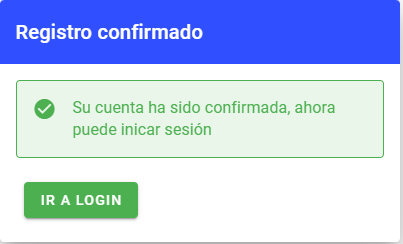 Registro confirmado
Su cuenta ha sido confirmada, ahora
puede inicar sesión
IR A LOGIN